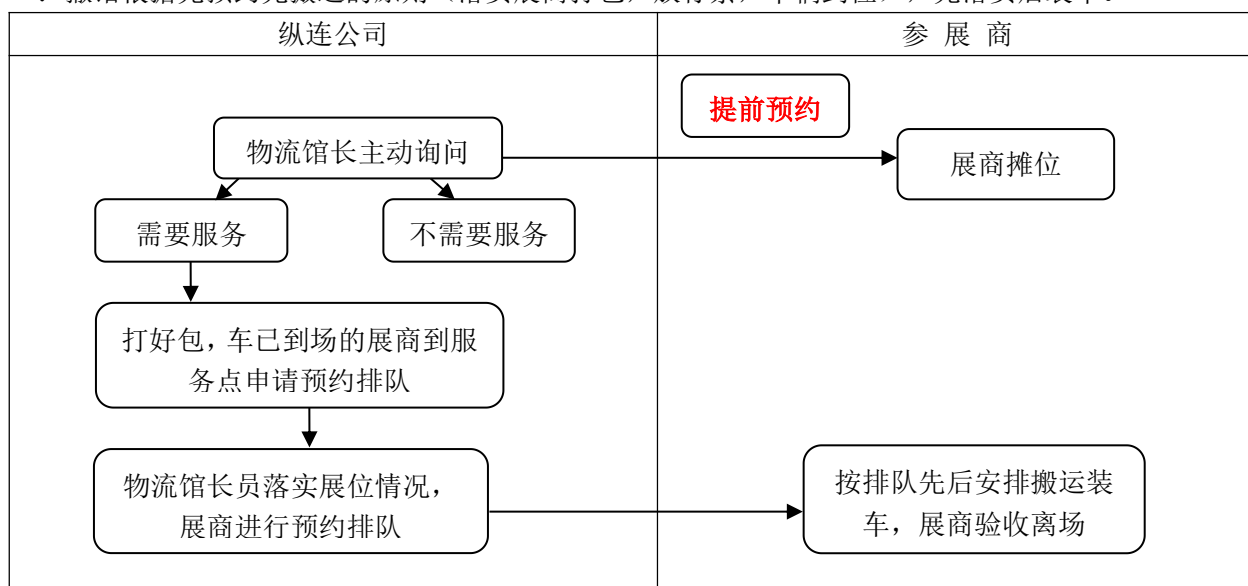 纵连公司
参 展 商
提前预约
物流馆长主动询问
展商摊位
需要服务
不需要服务
打好包，车已到场的展商到服
务点申请预约排队
物流馆长员落实展位情况，
展商进行预约排队
按排队先后安排搬运装
车，展商验收离场